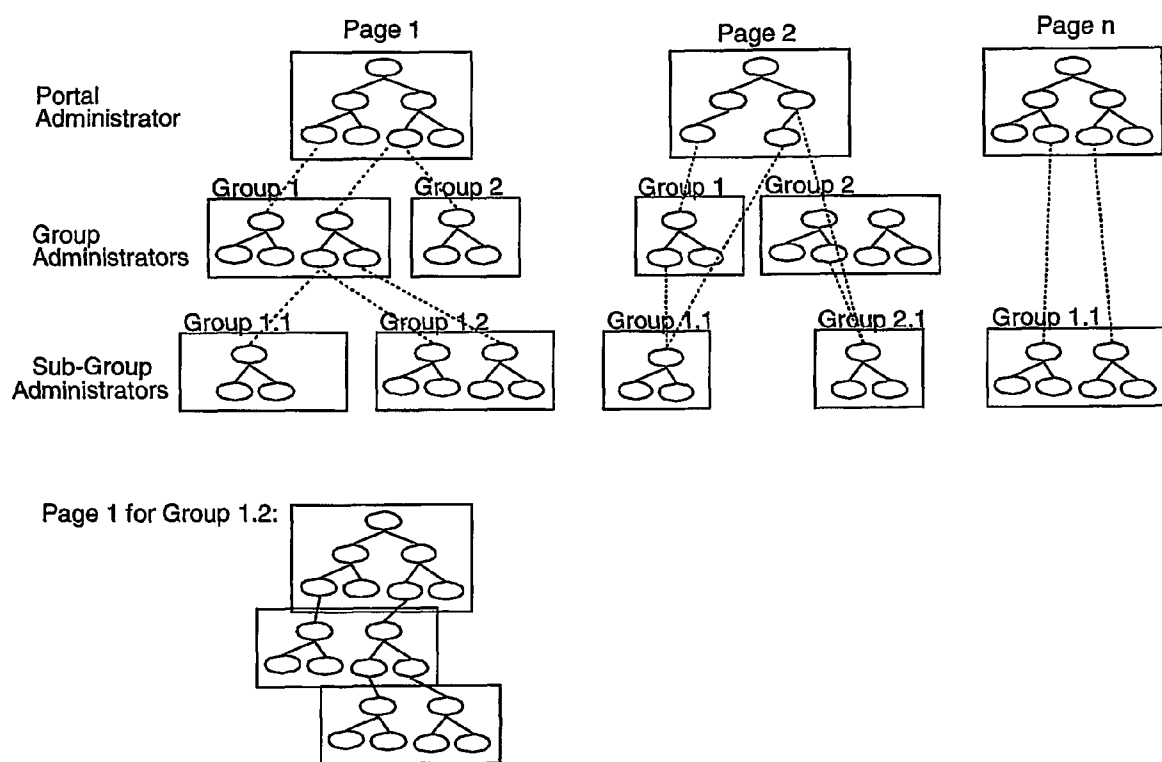 Page 1
Page 2
Page n
Portal
Administrator
Group 1
Group 2
Group 1
Group 2
Group
Administrators
Group 1.1
Group 1.2
Group 1.1
Group 2.1
Group 1.1
Sub-Group
Administrators
Page 1 for Group 1.2: